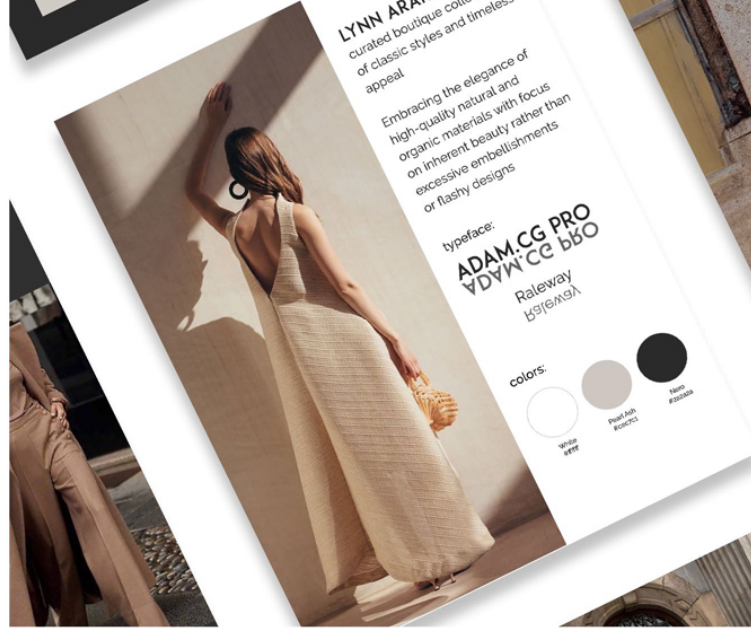 LYNN
curated boutique
of classic styles and timeless
appeal
Embracing the elegance of
high-quality natural and
organic materials with focus
on inherent beauty rather than
excessive embellishments
or flashy designs
typeface:
ADAM.CG PRO
ADAM.CG PRO
Raleway
Raleway
colors:
White
#ffffff
Pearl Ash
Nero